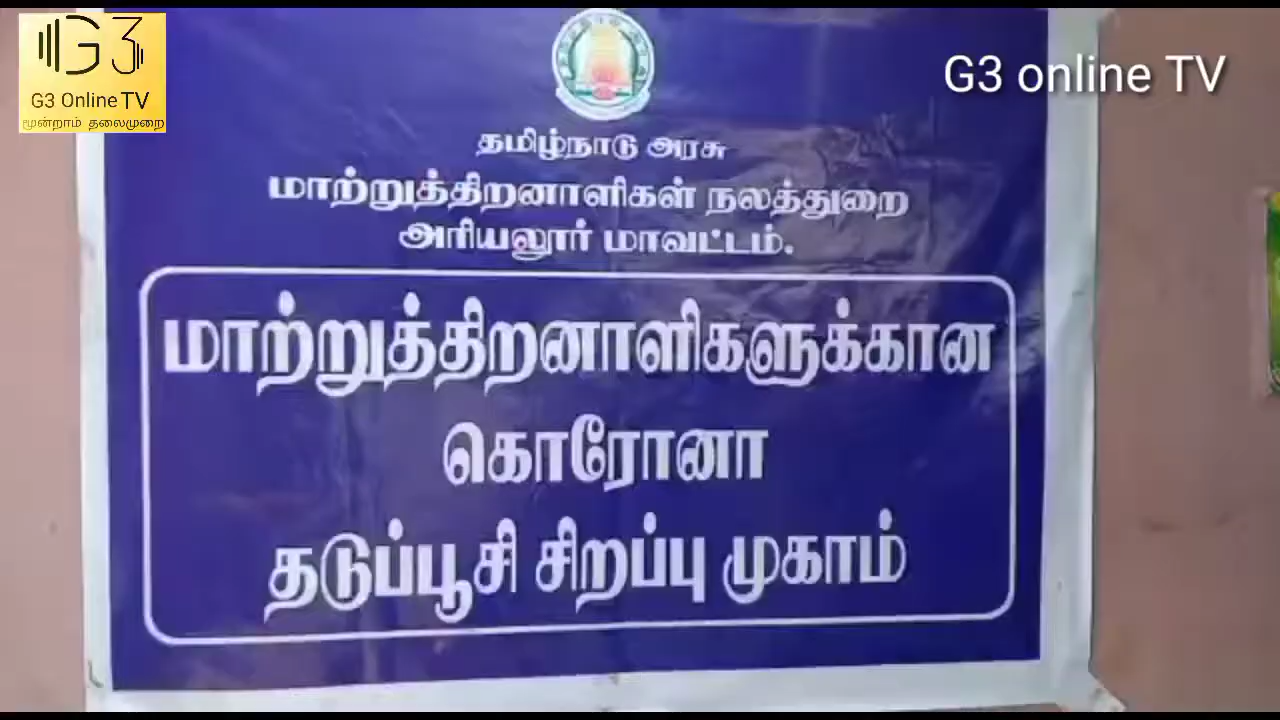 G3
G3 Online TV
மூன்றாம் தலைமுறை
G3 online TV
தமிழ்நாடு அரசு
மாற்றுத்திறனாளிகள் நலத்துறை
அரியலூர் மாவட்டம்.
மாற்றுத்திறனாளிகளுக்கான
கொரோனா
தடுப்பூசி சிறப்பு முகாம்